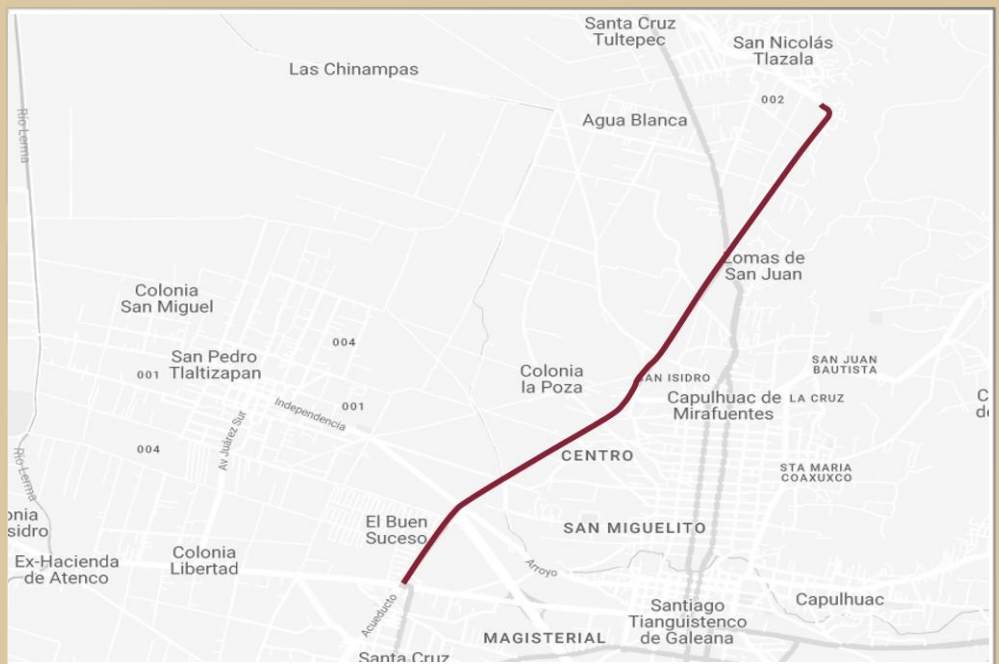 Santa Cruz
Tultepec
San Nicolás
Tlazala
Las Chinampas
002
Agua Blanca
Río Lerma
Lomas de
San Juan
Colonia
San Miguel
004
San Pedro
Tlaltizapan
001
Colonia
la Poza
SAN ISIDRO
SAN JUAN
BAUTISTA
Capulhuac de
Mirafuentes
LA CRUZ
001
Independencia
Av Juárez Sur
004
CENTRO
STA MARIA
COAXUXCO
Río Lerma
El Buen
Suceso
SAN MIGUELITO
Ex-Hacienda
de Atenco
Colonia
Libertad
Arroyo
Acueducto
Capulhuac
Santiago
Tianguistenco
de Galeana
MAGISTERIAL
Santa Cruz